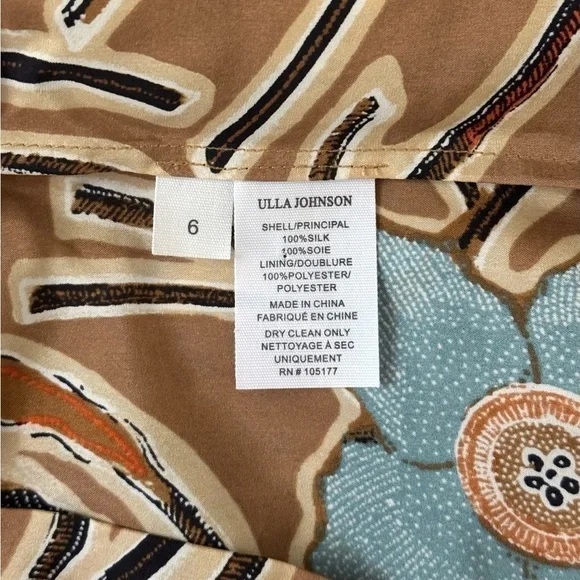 6
ULLA JOHNSON
SHELL/PRINCIPAL
100%SILK
100%SOIE
LINING/DOUBLURE
100%POLYESTER/
POLYESTER
MADE IN CHINA
FABRIQUÉ EN CHINE
DRY CLEAN ONLY
NETTOYAGE À SEC
UNIQUEMENT
RN # 105177